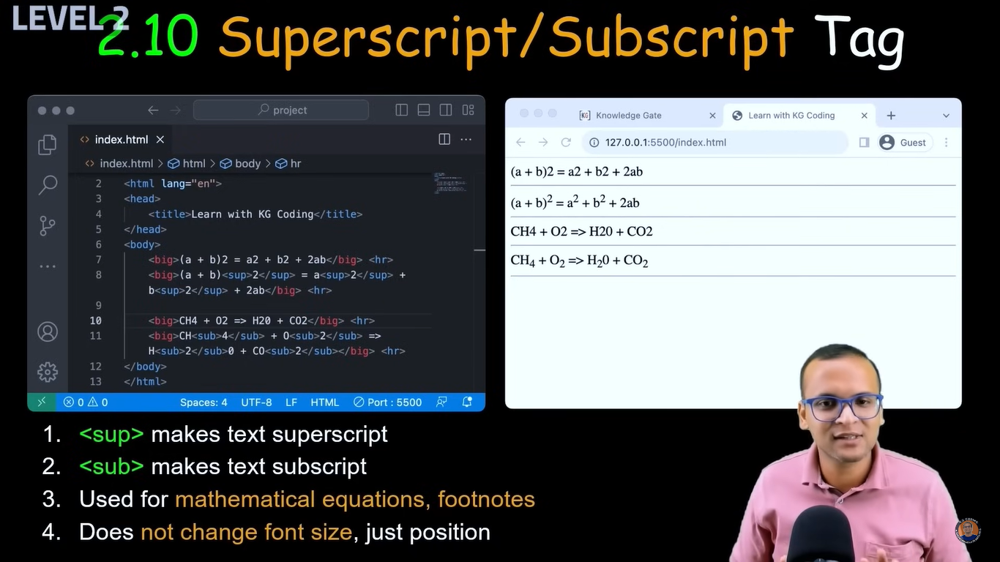 LEVEL 2
2.10 Superscript/Subscript Tag
project
index.html
index.html > html > body > hr
2 <html lang="en">
3 <head>
4 <title>Learn with KG Coding</title>
5 </head>
6 <body>
7 <big>(a + b)2 = a2 + b2 + 2ab</big> <hr>
8 <big>(a + b)<sup>2</sup> = a<sup>2</sup> +
b<sup>2</sup> + 2ab</big> <hr>
9
10 <big>CH4 + O2 => H20 + CO2</big> <hr>
11 <big>CH<sub>4</sub> + O<sub>2</sub> =>
H<sub>2</sub>0 + CO<sub>2</sub></big> <hr>
12 </body>
13 </html>
0 0 Spaces: 4 UTF-8 LF HTML Port : 5500
[KG] Knowledge Gate
Learn with KG Coding
127.0.0.1:5500/index.html
Guest
(a + b)2 = a2 + b2 + 2ab
(a + b)² = a² + b² + 2ab
CH4 + O2 => H20 + CO2
CH₄ + O₂ => H₂0 + CO₂
1. <sup> makes text superscript
2. <sub> makes text subscript
3. Used for mathematical equations, footnotes
4. Does not change font size, just position